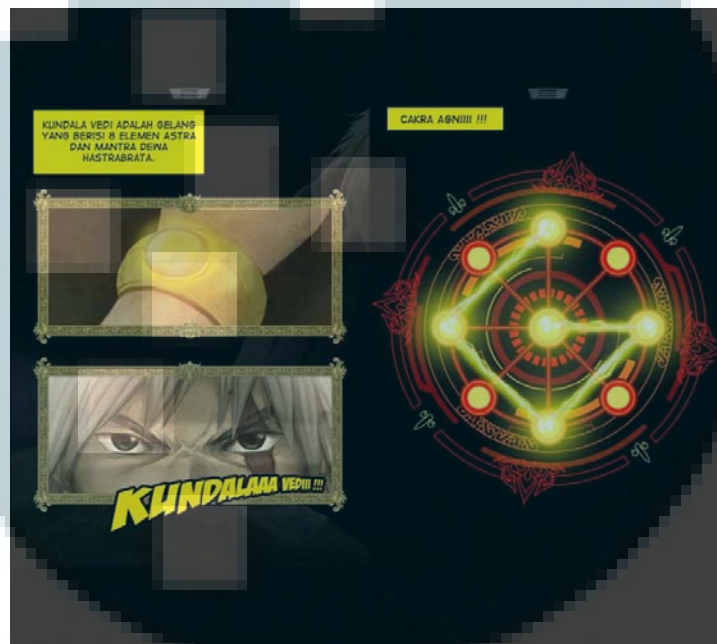 KUNDALA VEDI ADALAH GELANG
YANG BERISI 8 ELEMEN ASTRA
DAN MANTRA DEWA
HASTRABRATA.
KUNDALAAA VEDIII !!!
CAKRA AGNIIII !!!